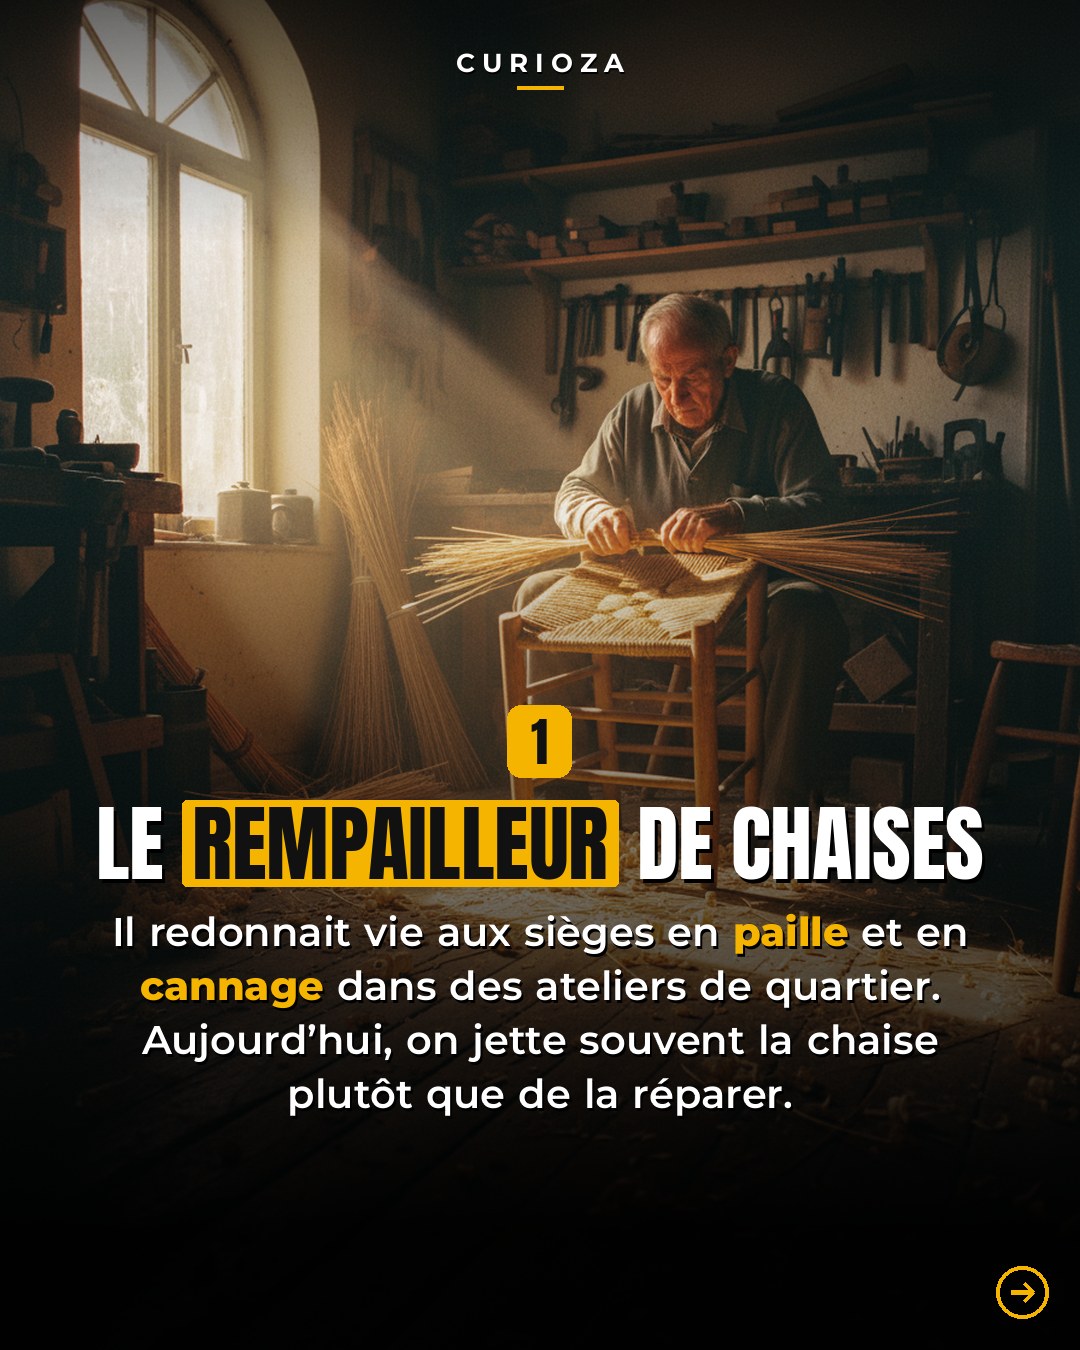 CURIOZA
1
LE REMPAILLEUR DE CHAISES
Il redonnait vie aux sièges en paille et en
cannage dans des ateliers de quartier.
Aujourd’hui, on jette souvent la chaise
plutôt que de la réparer.